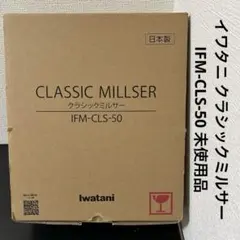 日本製
CLASSIC MILLSER
クラシックミルサー
IFM-CLS-50
Iwatani
イワタニ クラシックミルサー
IFM-CLS-50 未使用品